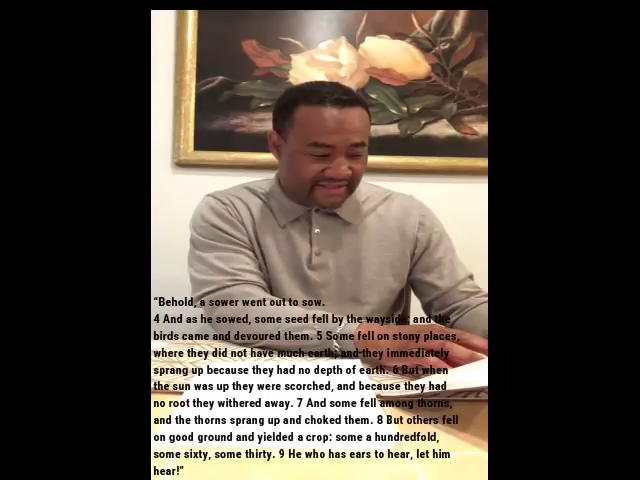 “Behold, a sower went out to sow.
4 And as he sowed, some seed fell by the wayside; and the
birds came and devoured them. 5 Some fell on stony places,
where they did not have much earth; and they immediately
sprang up because they had no depth of earth. 6 But when
the sun was up they were scorched, and because they had
no root they withered away. 7 And some fell among thorns,
and the thorns sprang up and choked them. 8 But others fell
on good ground and yielded a crop: some a hundredfold,
some sixty, some thirty. 9 He who has ears to hear, let him
hear!”